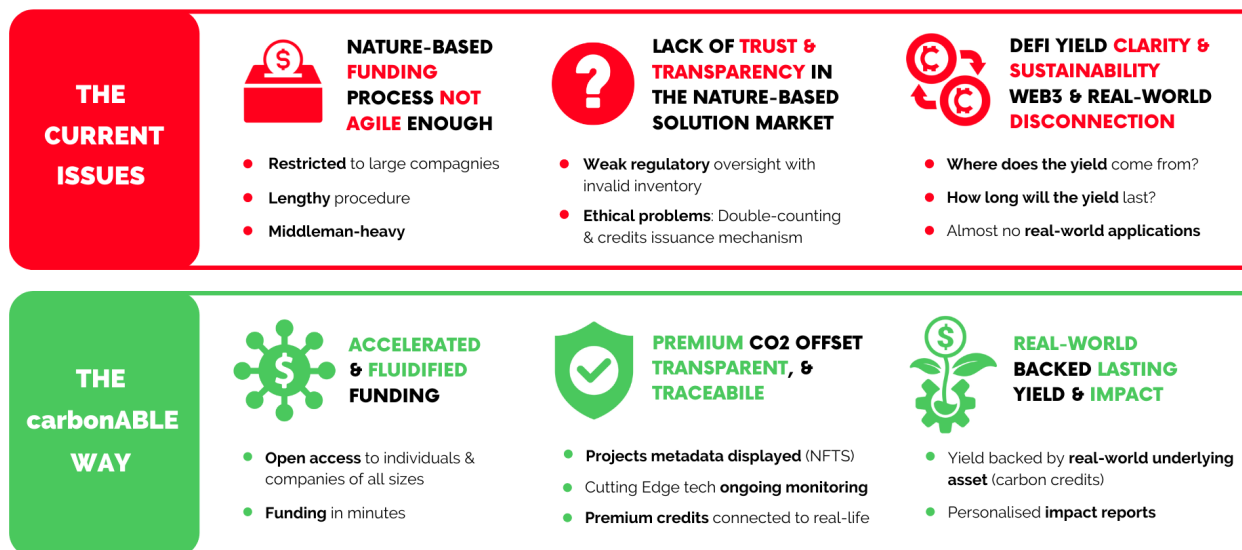 THE
CURRENT
ISSUES
NATURE-BASED
FUNDING
PROCESS NOT
AGILE ENOUGH
Restricted to large compagnies
Lengthy procedure
Middleman-heavy
LACK OF TRUST &
TRANSPARENCY IN
THE NATURE-BASED
SOLUTION MARKET
Weak regulatory oversight with
invalid inventory
Ethical problems: Double-counting
& credits issuance mechanism
DEFI YIELD CLARITY &
SUSTAINABILITY
WEB3 & REAL-WORLD
DISCONNECTION
Where does the yield come from?
How long will the yield last?
Almost no real-world applications
THE
carbonABLE
WAY
ACCELERATED
& FLUIDIFIED
FUNDING
Open access to individuals &
companies of all sizes
Funding in minutes
PREMIUM CO2 OFFSET
TRANSPARENT, &
TRACEABILE
Projects metadata displayed (NFTS)
Cutting Edge tech ongoing monitoring
Premium credits connected to real-life
REAL-WORLD
BACKED LASTING
YIELD & IMPACT
Yield backed by real-world underlying
asset (carbon credits)
Personalised impact reports